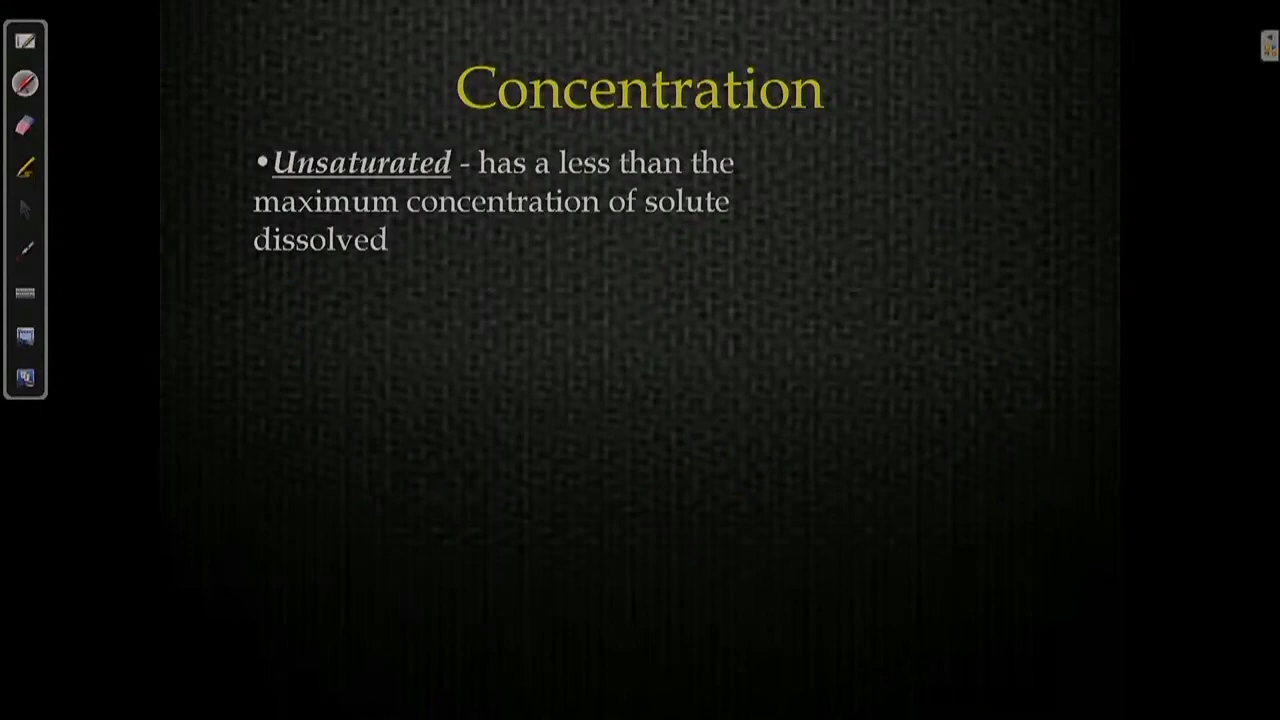 Concentration
•Unsaturated - has a less than the
maximum concentration of solute
dissolved